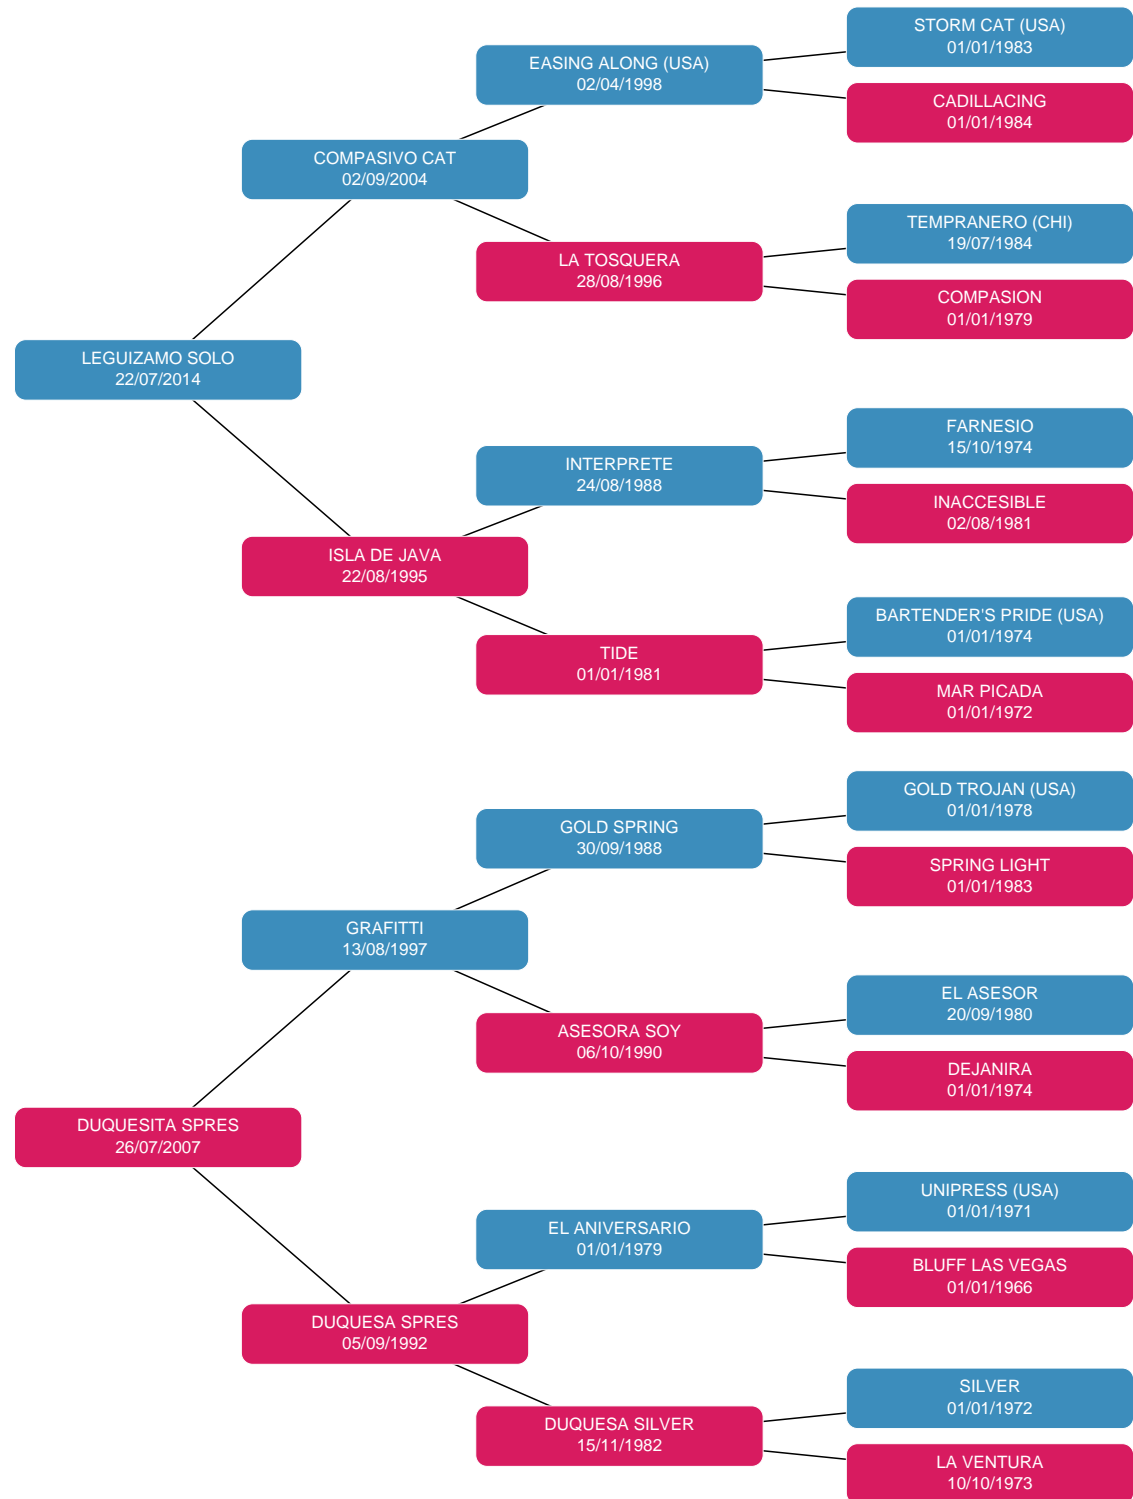 STORM CAT (USA)
01/01/1983
EASING ALONG (USA)
02/04/1998
CADILLACING
01/01/1984
COMPASIVO CAT
02/09/2004
TEMPRANERO (CHI)
19/07/1984
LA TOSQUERA
28/08/1996
COMPASION
01/01/1979
LEGUIZAMO SOLO
22/07/2014
FARNESIO
15/10/1974
INTERPRETE
24/08/1988
INACCESIBLE
02/08/1981
ISLA DE JAVA
22/08/1995
BARTENDER'S PRIDE (USA)
01/01/1974
TIDE
01/01/1981
MAR PICADA
01/01/1972
GOLD TROJAN (USA)
01/01/1978
GOLD SPRING
30/09/1988
SPRING LIGHT
01/01/1983
GRAFITTI
13/08/1997
EL ASESOR
20/09/1980
ASESORA SOY
06/10/1990
DEJANIRA
01/01/1974
DUQUESITA SPRES
26/07/2007
UNIPRESS (USA)
01/01/1971
EL ANIVERSARIO
01/01/1979
BLUFF LAS VEGAS
01/01/1966
DUQUESA SPRES
05/09/1992
SILVER
01/01/1972
DUQUESA SILVER
15/11/1982
LA VENTURA
10/10/1973